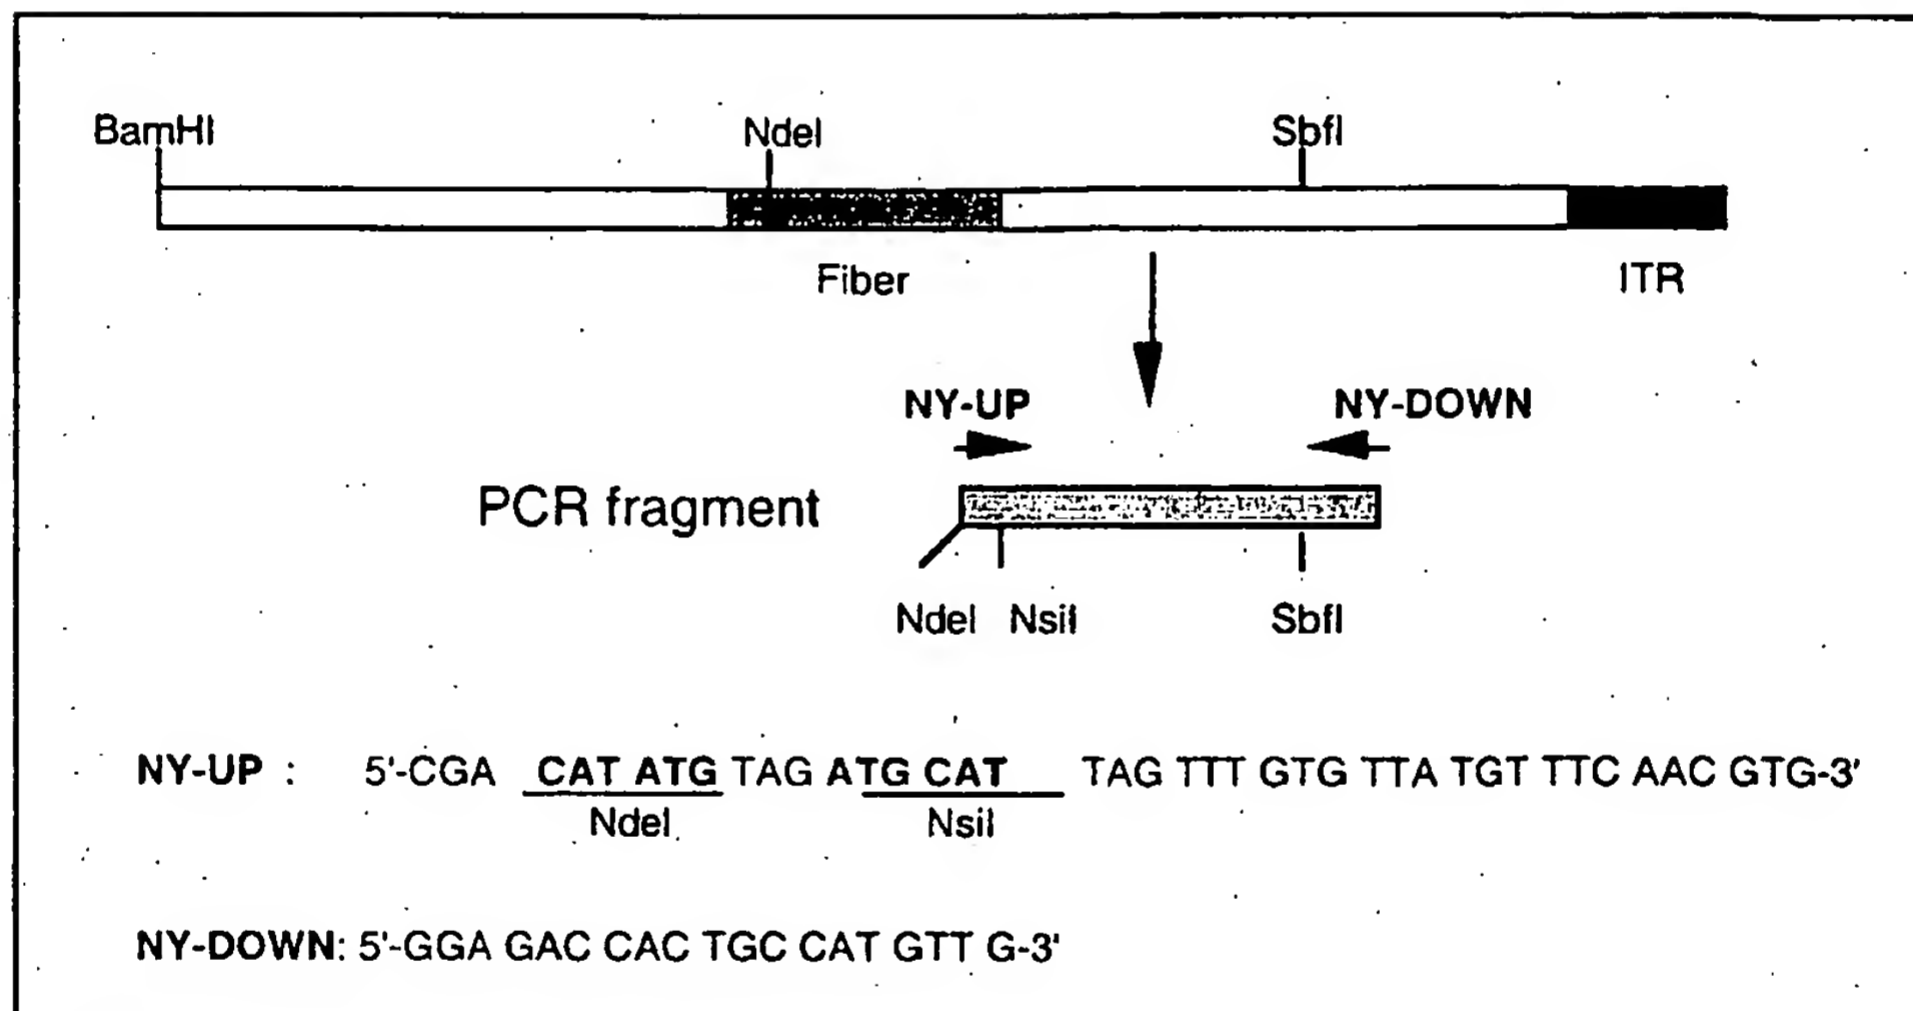 BamHI NdeI SbfI
Fiber ITR
NY-UP NY-DOWN
PCR fragment
NdeI NsiI SbfI
NY-UP : 5'-CGA CAT ATG TAG ATG CAT TAG TTT GTG TTA TGT TTC AAC GTG-3'
NdeI NsiI
NY-DOWN: 5'-GGA GAC CAC TGC CAT GTT G-3'